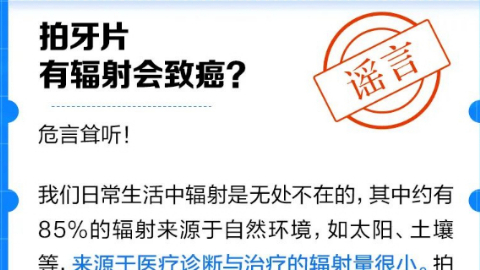 拍牙片
有辐射会致癌?
谣言
危言耸听!
我们日常生活中辐射是无处不在的,其中约有
85%的辐射来源于自然环境,如太阳、土壤
等,来源于医疗诊断与治疗的辐射量很小。拍